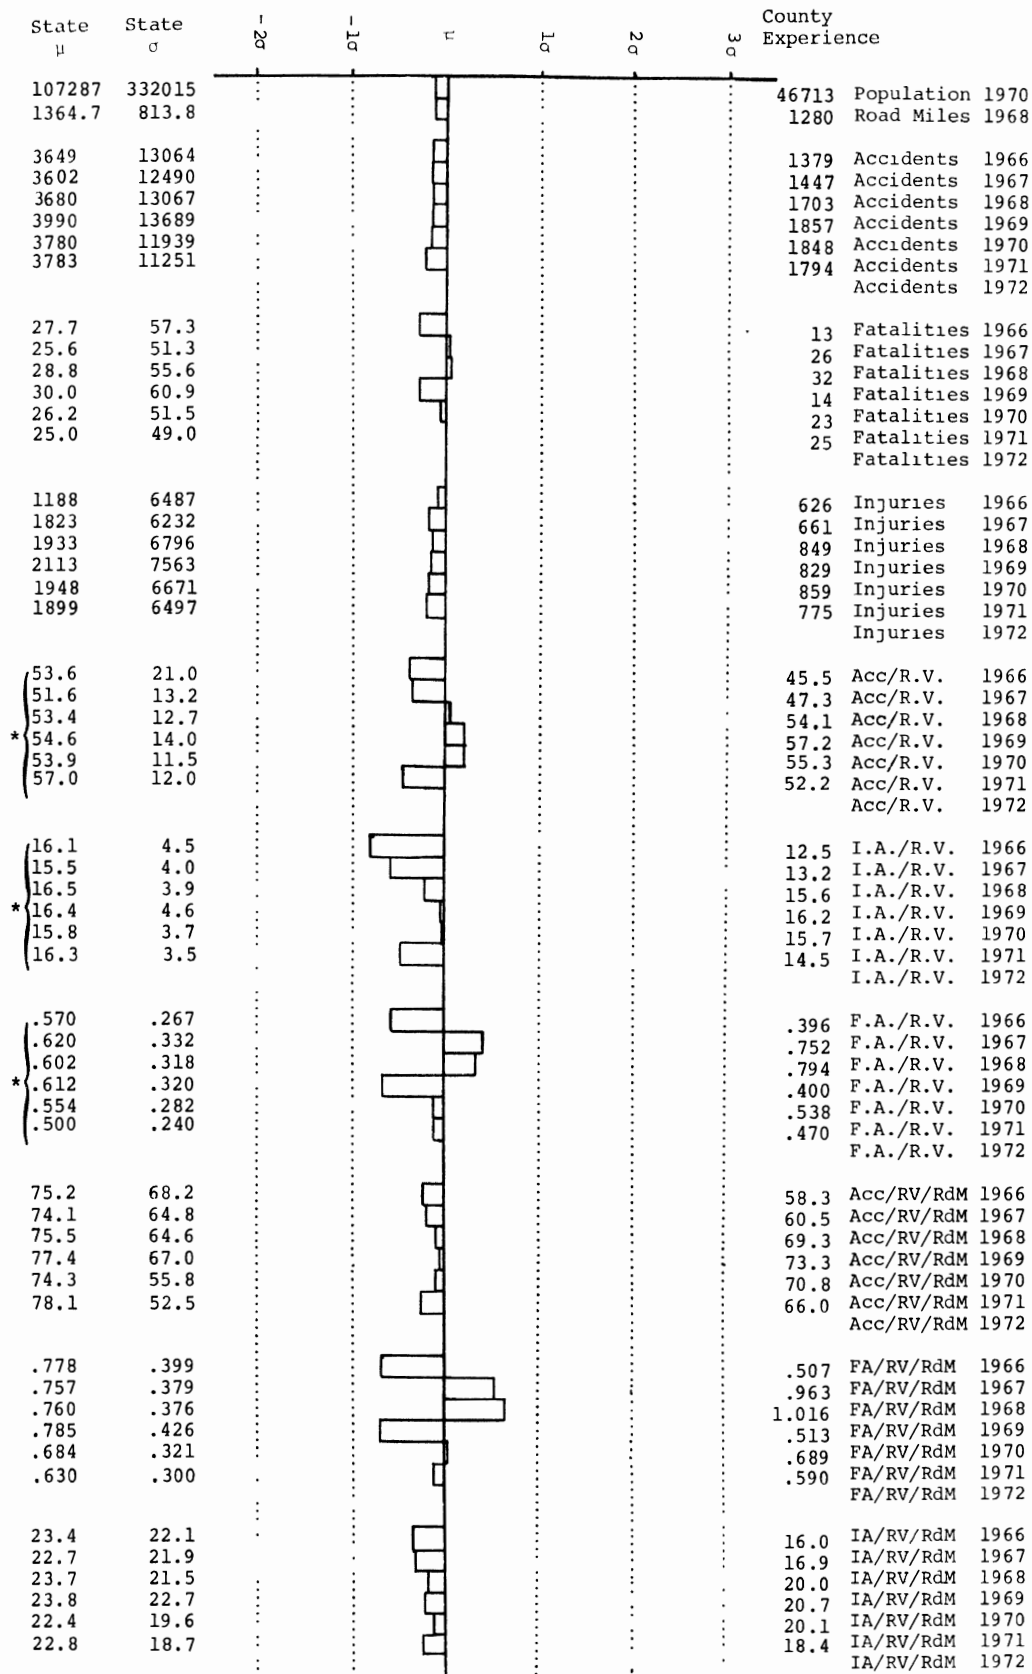 State State -2σ -1σ μ 1σ 2σ 3σ County
μ σ Experience
107287 332015 46713 Population 1970
1364.7 813.8 1280 Road Miles 1968
3649 13064 1379 Accidents 1966
3602 12490 1447 Accidents 1967
3680 13067 1703 Accidents 1968
3990 13689 1857 Accidents 1969
3780 11939 1848 Accidents 1970
3783 11251 1794 Accidents 1971
Accidents 1972
27.7 57.3 13 Fatalities 1966
25.6 51.3 26 Fatalities 1967
28.8 55.6 32 Fatalities 1968
30.0 60.9 14 Fatalities 1969
26.2 51.5 23 Fatalities 1970
25.0 49.0 25 Fatalities 1971
Fatalities 1972
1188 6487 626 Injuries 1966
1823 6232 661 Injuries 1967
1933 6796 849 Injuries 1968
2113 7563 829 Injuries 1969
1948 6671 859 Injuries 1970
1899 6497 775 Injuries 1971
Injuries 1972
53.6 21.0 45.5 Acc/R.V. 1966
51.6 13.2 47.3 Acc/R.V. 1967
53.4 12.7 54.1 Acc/R.V. 1968
* 54.6 14.0 57.2 Acc/R.V. 1969
53.9 11.5 55.3 Acc/R.V. 1970
57.0 12.0 52.2 Acc/R.V. 1971
Acc/R.V. 1972
16.1 4.5 12.5 I.A./R.V. 1966
15.5 4.0 13.2 I.A./R.V. 1967
16.5 3.9 15.6 I.A./R.V. 1968
* 16.4 4.6 16.2 I.A./R.V. 1969
15.8 3.7 15.7 I.A./R.V. 1970
16.3 3.5 14.5 I.A./R.V. 1971
I.A./R.V. 1972
.570 .267 .396 F.A./R.V. 1966
.620 .332 .752 F.A./R.V. 1967
.602 .318 .794 F.A./R.V. 1968
* .612 .320 .400 F.A./R.V. 1969
.554 .282 .538 F.A./R.V. 1970
.500 .240 .470 F.A./R.V. 1971
F.A./R.V. 1972
75.2 68.2 58.3 Acc/RV/RdM 1966
74.1 64.8 60.5 Acc/RV/RdM 1967
75.5 64.6 69.3 Acc/RV/RdM 1968
77.4 67.0 73.3 Acc/RV/RdM 1969
74.3 55.8 70.8 Acc/RV/RdM 1970
78.1 52.5 66.0 Acc/RV/RdM 1971
Acc/RV/RdM 1972
.778 .399 .507 FA/RV/RdM 1966
.757 .379 .963 FA/RV/RdM 1967
.760 .376 1.016 FA/RV/RdM 1968
.785 .426 .513 FA/RV/RdM 1969
.684 .321 .689 FA/RV/RdM 1970
.630 .300 .590 FA/RV/RdM 1971
FA/RV/RdM 1972
23.4 22.1 16.0 IA/RV/RdM 1966
22.7 21.9 16.9 IA/RV/RdM 1967
23.7 21.5 20.0 IA/RV/RdM 1968
23.8 22.7 20.7 IA/RV/RdM 1969
22.4 19.6 20.1 IA/RV/RdM 1970
22.8 18.7 18.4 IA/RV/RdM 1971
IA/RV/RdM 1972